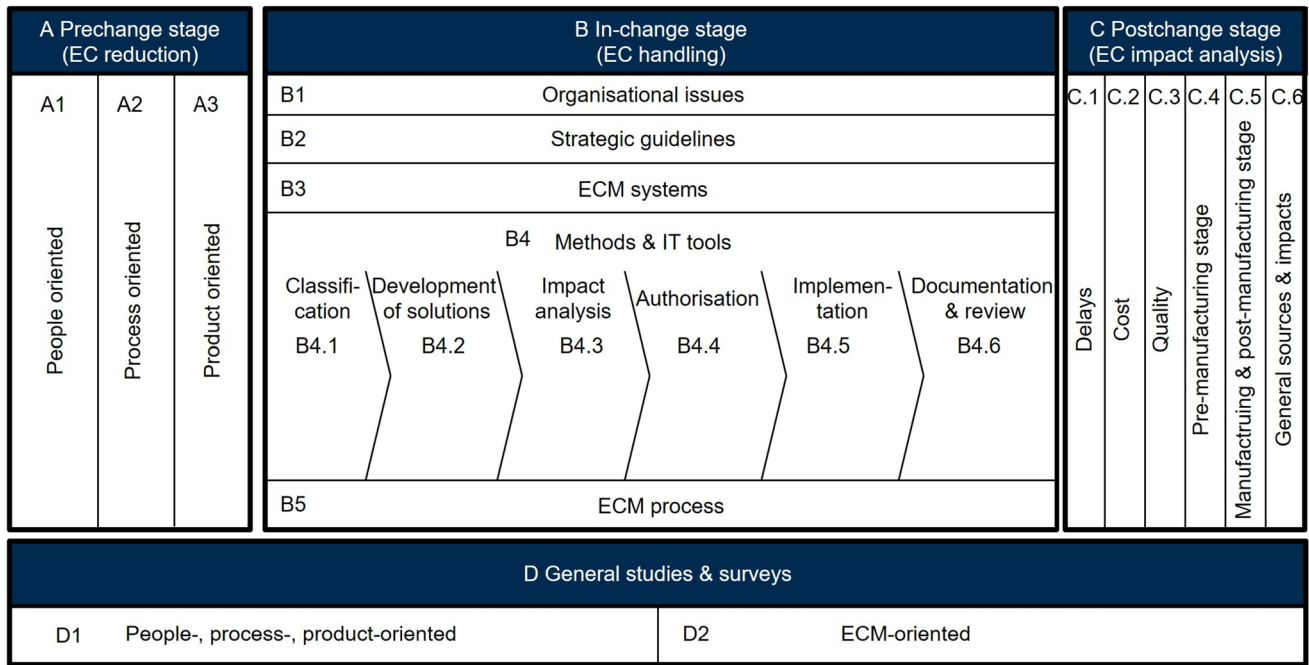 A Prechange stage
(EC reduction)
A1
A2
A3
People oriented
Process oriented
Product oriented
B In-change stage
(EC handling)
B1
Organisational issues
B2
Strategic guidelines
B3
ECM systems
B4
Methods & IT tools
Classifi-
cation
B4.1
Development
of solutions
B4.2
Impact
analysis
B4.3
Authorisation
B4.4
Implemen-
tation
B4.5
Documentation
& review
B4.6
B5
ECM process
C Postchange stage
(EC impact analysis)
C.1
C.2
C.3
C.4
C.5
C.6
Delays
Cost
Quality
Pre-manufacturing stage
Manufactruing & post-manufacturing stage
General sources & impacts
D General studies & surveys
D1
People-, process-, product-oriented
D2
ECM-oriented